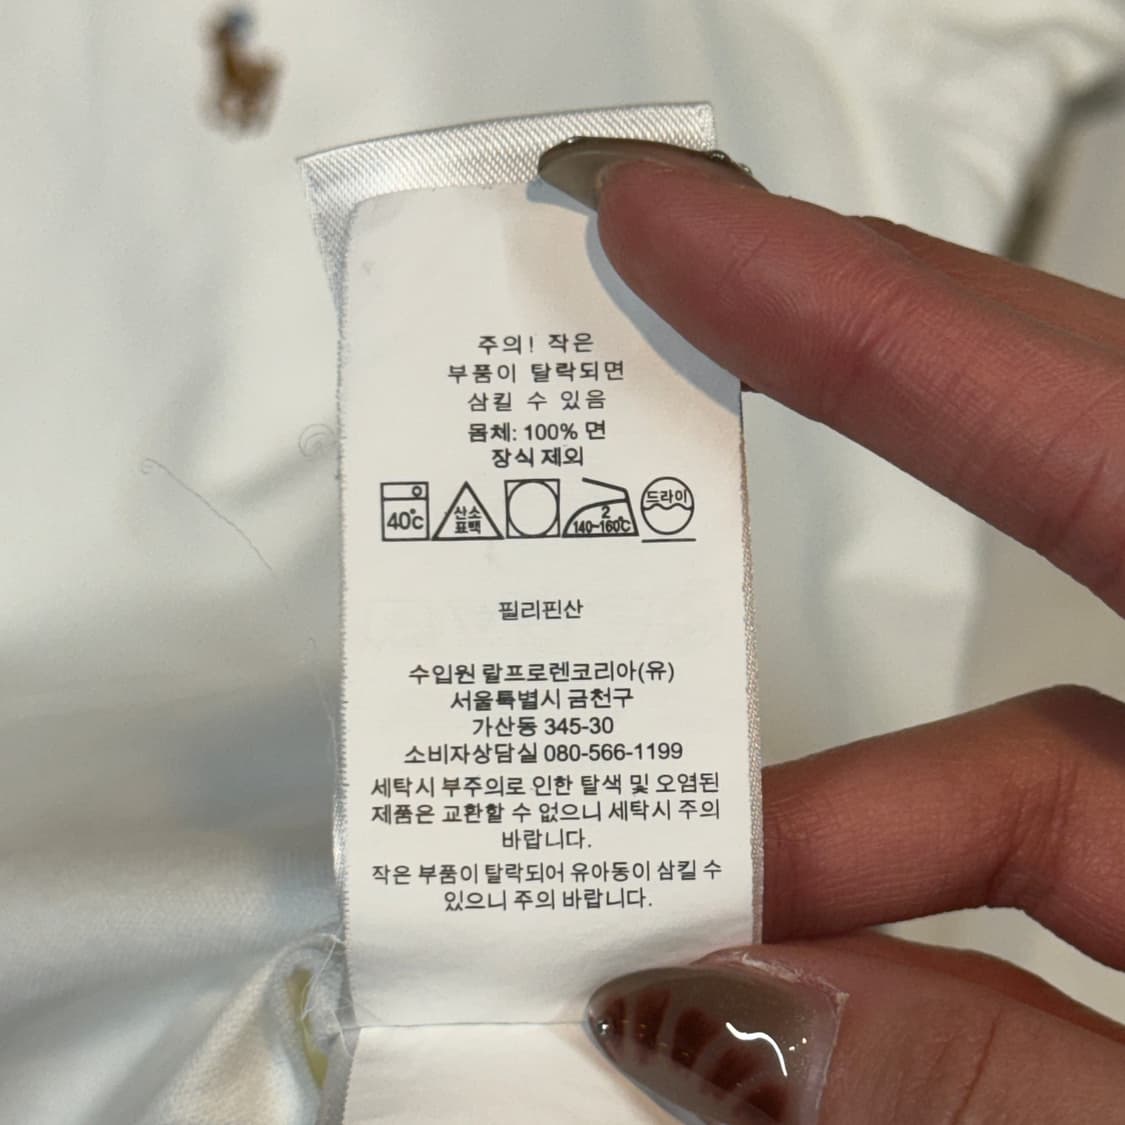 주의! 작은
부품이 탈락되면
삼킬 수 있음
몸체: 100% 면
장식 제외
40℃ 산소 표백 2 140~160℃ 드라이
필리핀산
수입원 랄프로렌코리아(유)
서울특별시 금천구
가산동 345-30
소비자상담실 080-566-1199
세탁시 부주의로 인한 탈색 및 오염된
제품은 교환할 수 없으니 세탁시 주의
바랍니다.
작은 부품이 탈락되어 유아동이 삼킬 수
있으니 주의 바랍니다.